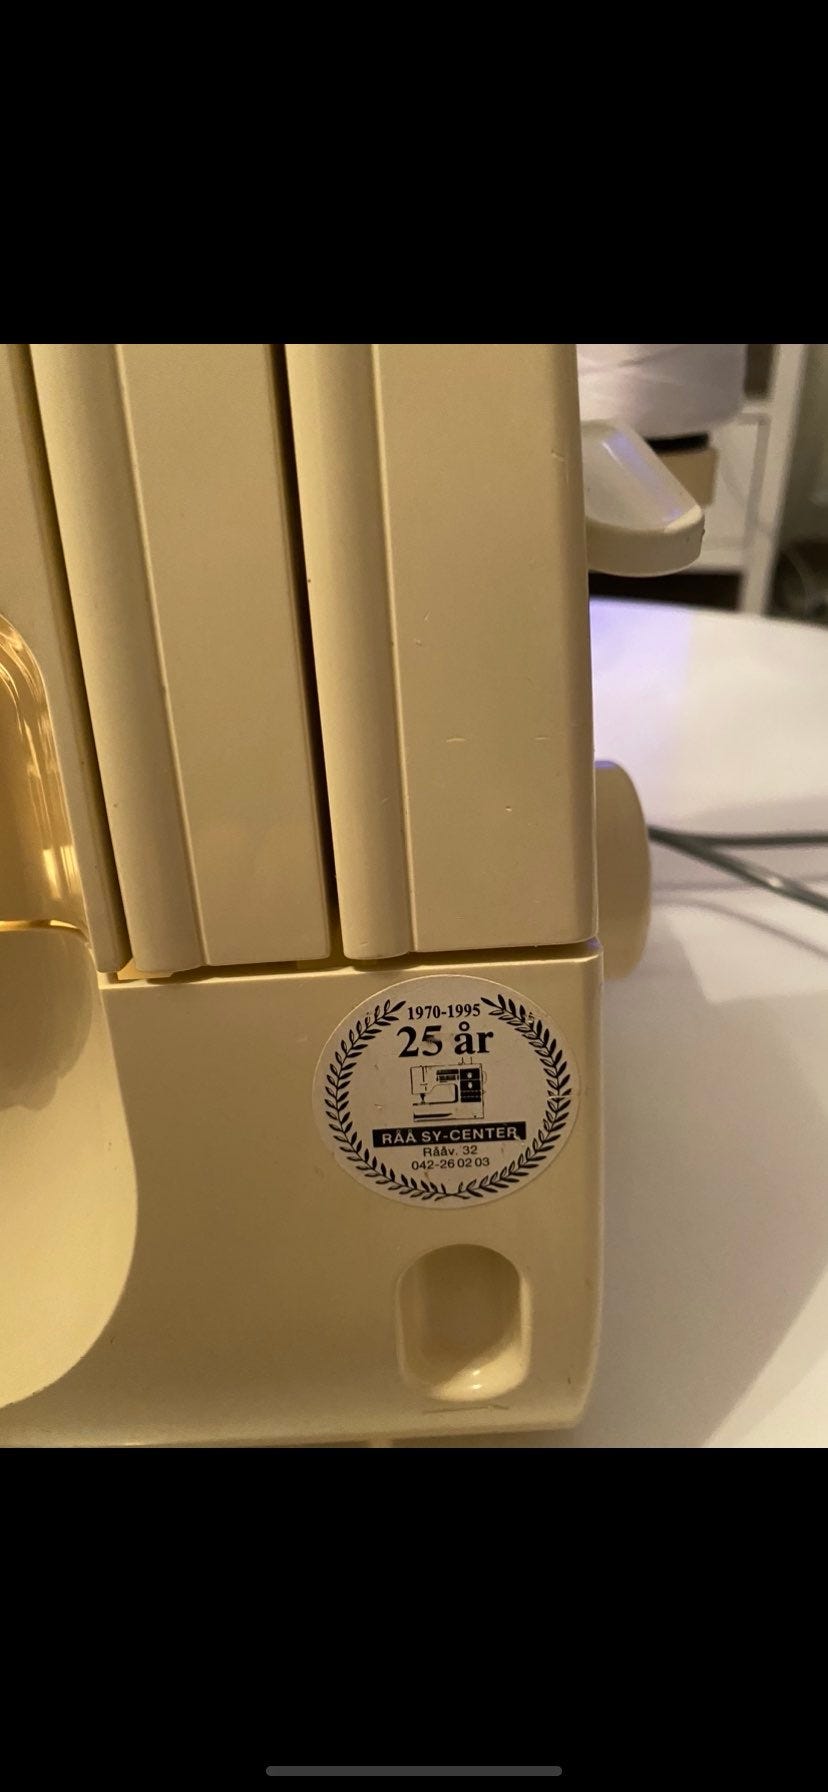 1970-1995
25 år
RÅÅ SY-CENTER
Rååv. 32
042-26 02 03